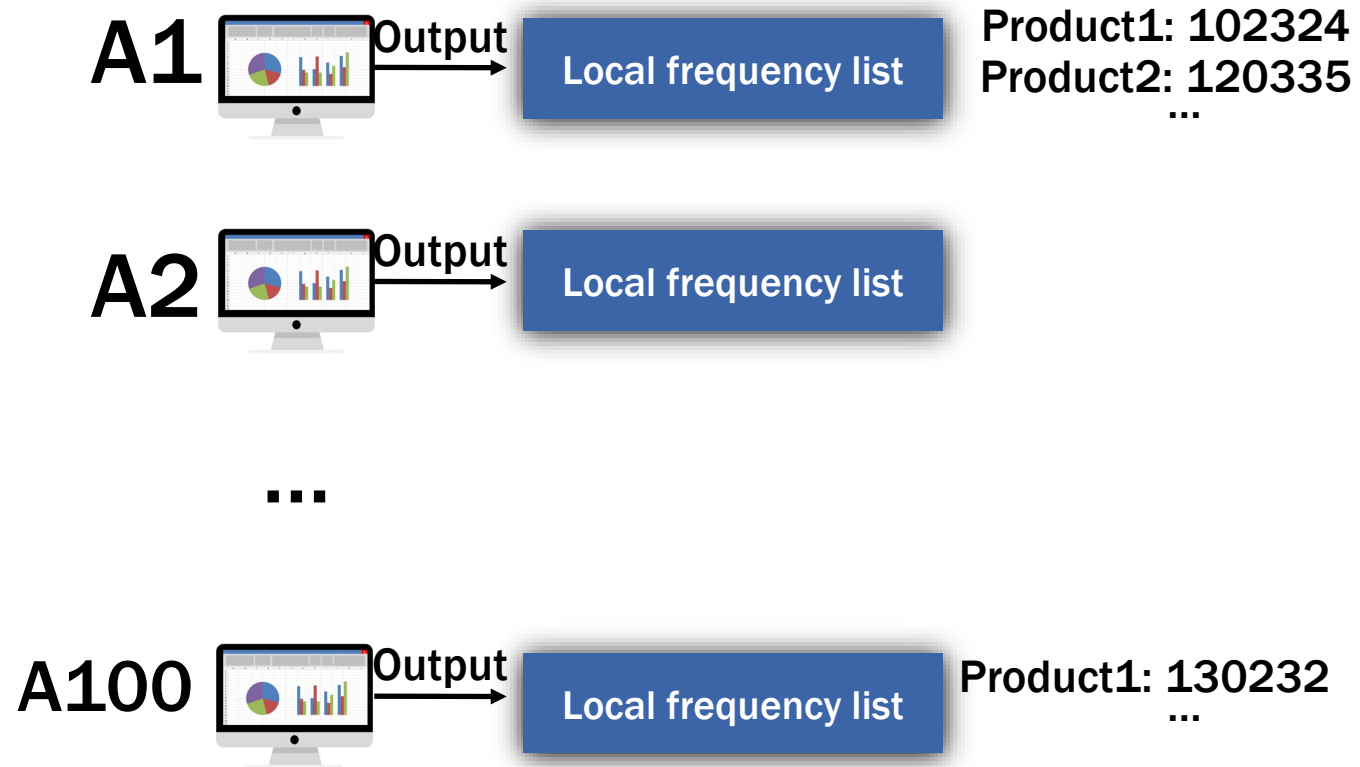 A1
Output
Local frequency list
Product1: 102324
Product2: 120335
...
A2
Output
Local frequency list
...
A100
Output
Local frequency list
Product1: 130232
...